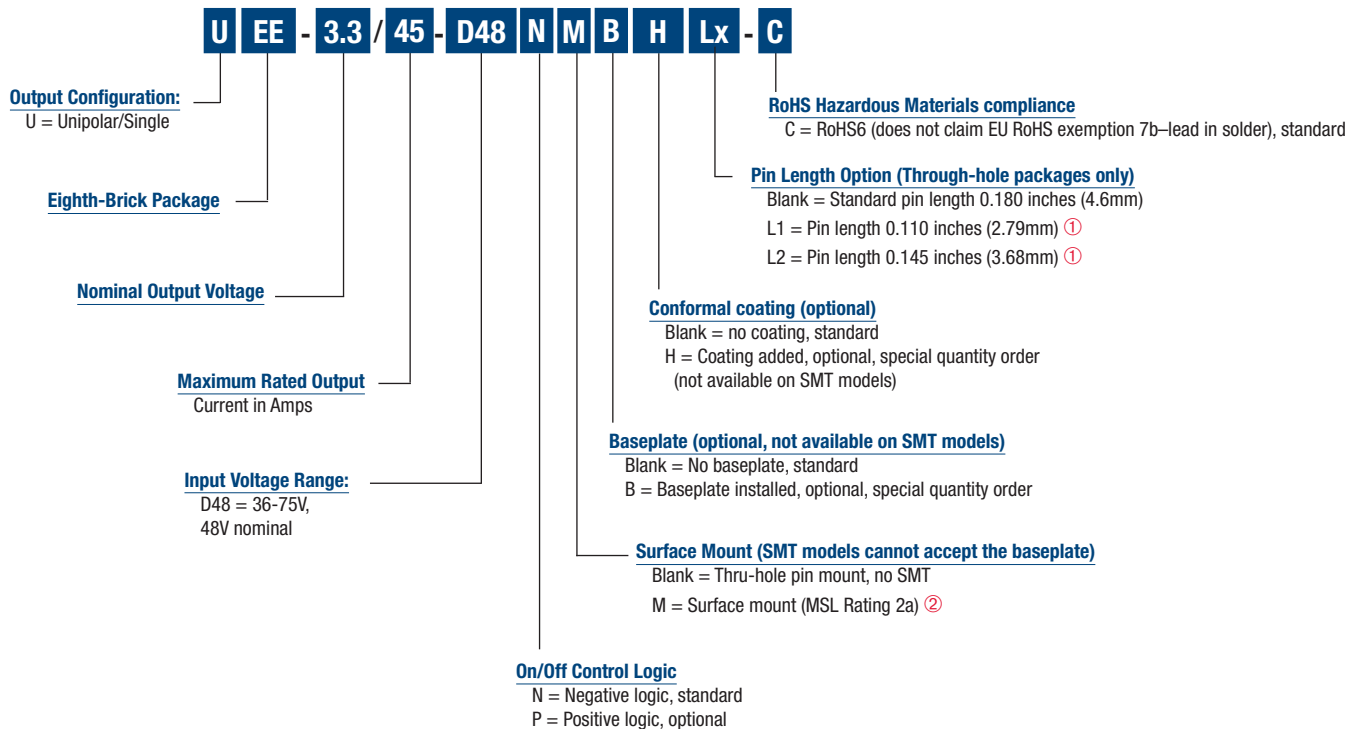 U EE - 3.3 / 45 - D48 N M B H Lx - C
Output Configuration:
U = Unipolar/Single
Eighth-Brick Package
Nominal Output Voltage
Maximum Rated Output
Current in Amps
Input Voltage Range:
D48 = 36-75V,
48V nominal
RoHS Hazardous Materials compliance
C = RoHS6 (does not claim EU RoHS exemption 7b–lead in solder), standard
Pin Length Option (Through-hole packages only)
Blank = Standard pin length 0.180 inches (4.6mm)
L1 = Pin length 0.110 inches (2.79mm) ①
L2 = Pin length 0.145 inches (3.68mm) ①
Conformal coating (optional)
Blank = no coating, standard
H = Coating added, optional, special quantity order
(not available on SMT models)
Baseplate (optional, not available on SMT models)
Blank = No baseplate, standard
B = Baseplate installed, optional, special quantity order
Surface Mount (SMT models cannot accept the baseplate)
Blank = Thru-hole pin mount, no SMT
M = Surface mount (MSL Rating 2a) ②
On/Off Control Logic
N = Negative logic, standard
P = Positive logic, optional